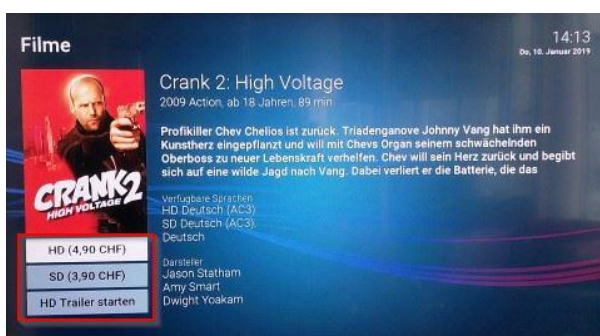 Filme
14:13
Do, 10. Januar 2019
Crank 2: High Voltage
2009 Action, ab 18 Jahren, 89 min
Profikiller Chev Chelios ist zurück. Triadenganove Johnny Vang hat ihm ein
Kunstherz eingepflanzt und will mit Chevs Organ seinem schwächelnden
Oberboss zu neuer Lebenskraft verhelfen. Chev will sein Herz zurück und begibt
sich auf eine wilde Jagd nach Vang. Dabei verliert er die Batterie, die das
CRANK 2
HIGH VOLTAGE
Verfügbare Sprachen
HD Deutsch (AC3)
SD Deutsch (AC3),
Deutsch
Darsteller
Jason Statham
Amy Smart
Dwight Yoakam
HD (4,90 CHF)
SD (3,90 CHF)
HD Trailer starten